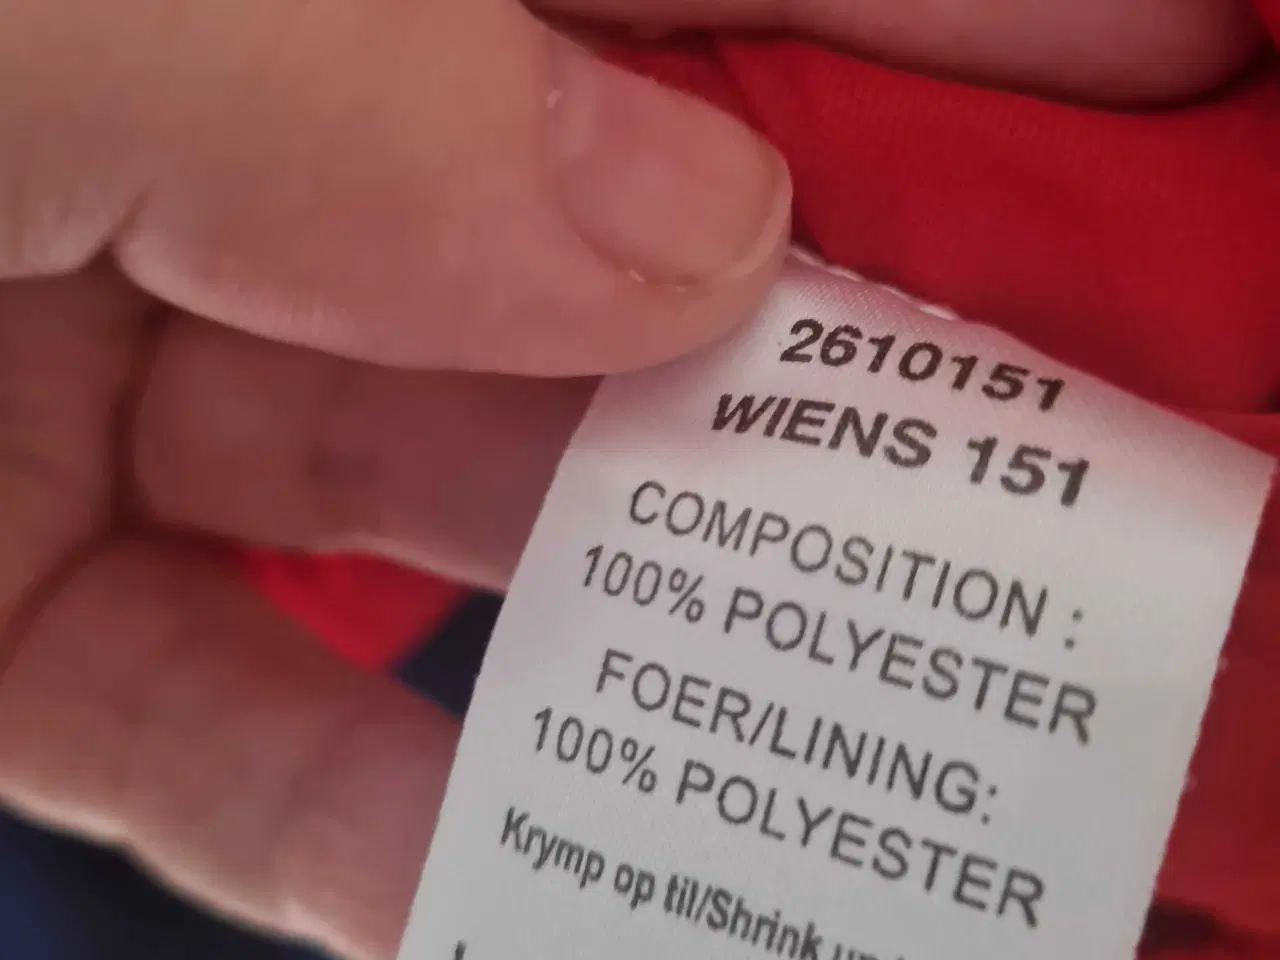 2610151
WIENS 151
COMPOSITION :
100% POLYESTER
FOER/LINING:
100% POLYESTER
Krymp op til/Shrink